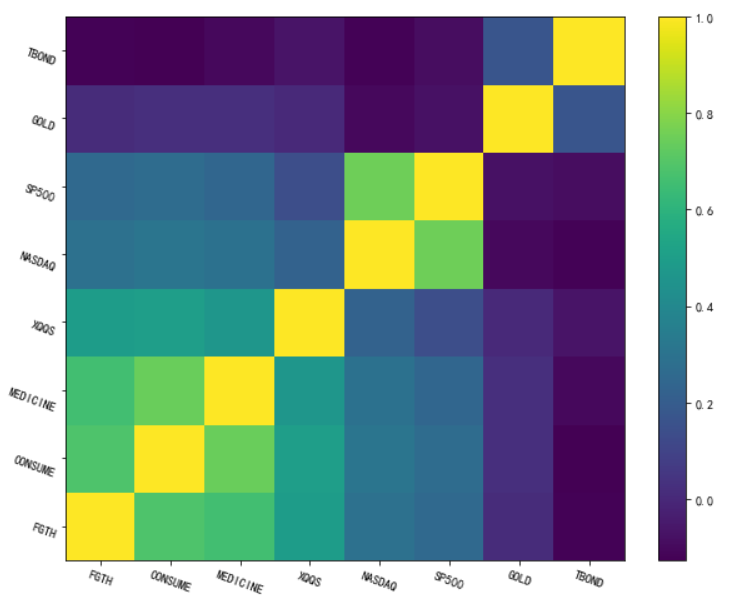 TBOND
GOLD
SP500
NASDAQ
XQQS
MEDICINE
CONSUME
FGTH
FGTH CONSUME MEDICINE XQQS NASDAQ SP500 GOLD TBOND
1.0
0.8
0.6
0.4
0.2
0.0